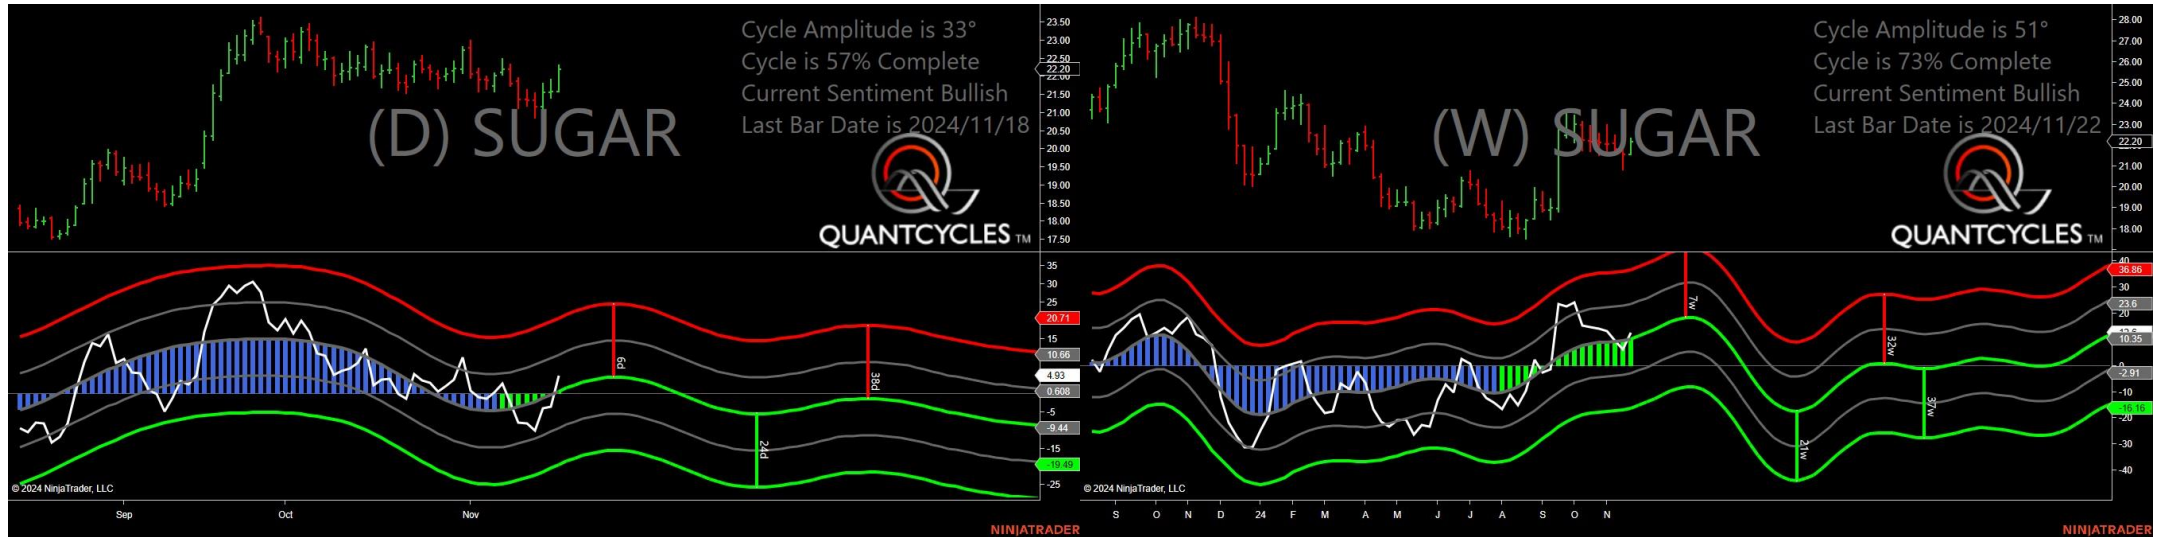 Cycle Amplitude is 33°
Cycle is 57% Complete
Current Sentiment Bullish
Last Bar Date is 2024/11/18
(D) SUGAR
QUANTCYCLES TM
23.50
23.00
22.50
22.20
22.00
21.50
21.00
20.50
20.00
19.50
19.00
18.50
18.00
17.50
35
30
25
20.71
15
10.66
4.93
0.608
-5
-9.44
-15
-19.49
-25
6d
24d
38d
© 2024 NinjaTrader, LLC
Sep Oct Nov
NINJATRADER
Cycle Amplitude is 51°
Cycle is 73% Complete
Current Sentiment Bullish
Last Bar Date is 2024/11/22
(W) SUGAR
QUANTCYCLES TM
28.00
27.00
26.00
25.00
24.00
23.00
22.20
21.00
20.00
19.00
18.00
40
36.86
30
23.6
20
10.35
0
-2.91
-10
-16.16
-20
-30
-40
7w
21w
32w
37w
© 2024 NinjaTrader, LLC
S O N D 24 F M A M J J A S O N
NINJATRADER